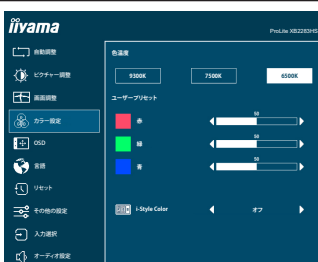 iiyama
ProLite XB2283HS
自動調整
ピクチャー調整
画面調整
カラー設定
OSD
言語
リセット
その他の設定
入力選択
オーディオ設定
色温度
9300K 7500K 6500K
ユーザープリセット
赤 50
緑 50
青 50
i-Style Color オフ